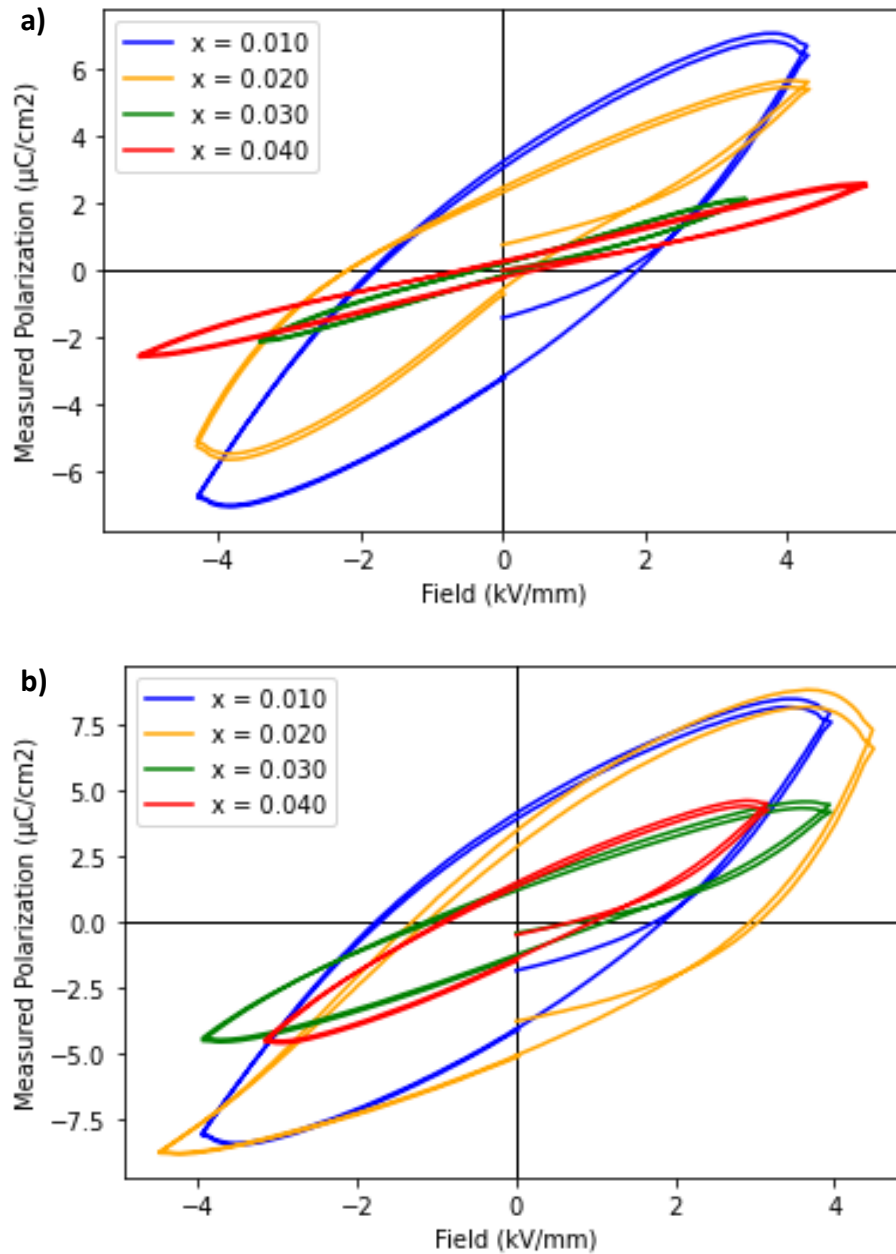 a)
x = 0.010
x = 0.020
x = 0.030
x = 0.040
6
4
2
0
−2
−4
−6
Measured Polarization (μC/cm2)
−4
−2
0
2
4
Field (kV/mm)
b)
x = 0.010
x = 0.020
x = 0.030
x = 0.040
7.5
5.0
2.5
0.0
−2.5
−5.0
−7.5
Measured Polarization (μC/cm2)
−4
−2
0
2
4
Field (kV/mm)